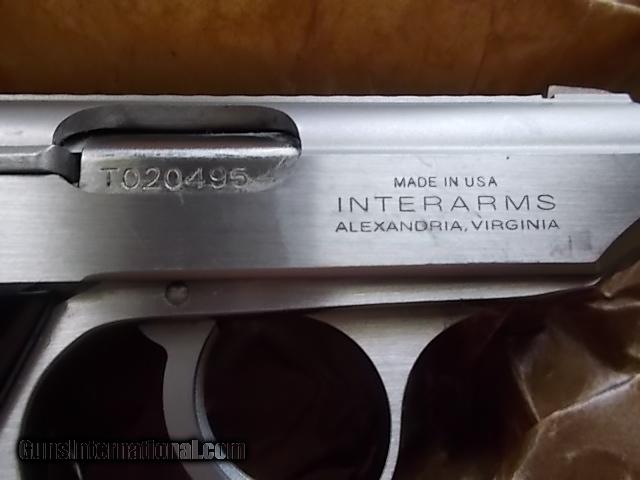 T020495
MADE IN USA
INTERARMS
ALEXANDRIA, VIRGINIA
GunsInternational.com